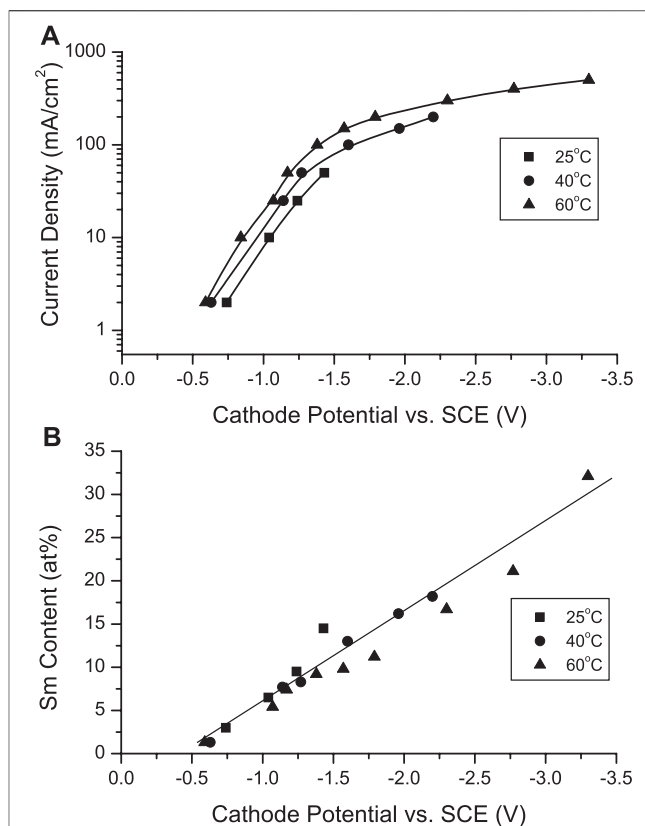 A
Current Density (mA/cm²)
1000
100
10
1
25°C
40°C
60°C
0.0 -0.5 -1.0 -1.5 -2.0 -2.5 -3.0 -3.5
Cathode Potential vs. SCE (V)
B
Sm Content (at%)
35
30
25
20
15
10
5
0
25°C
40°C
60°C
0.0 -0.5 -1.0 -1.5 -2.0 -2.5 -3.0 -3.5
Cathode Potential vs. SCE (V)